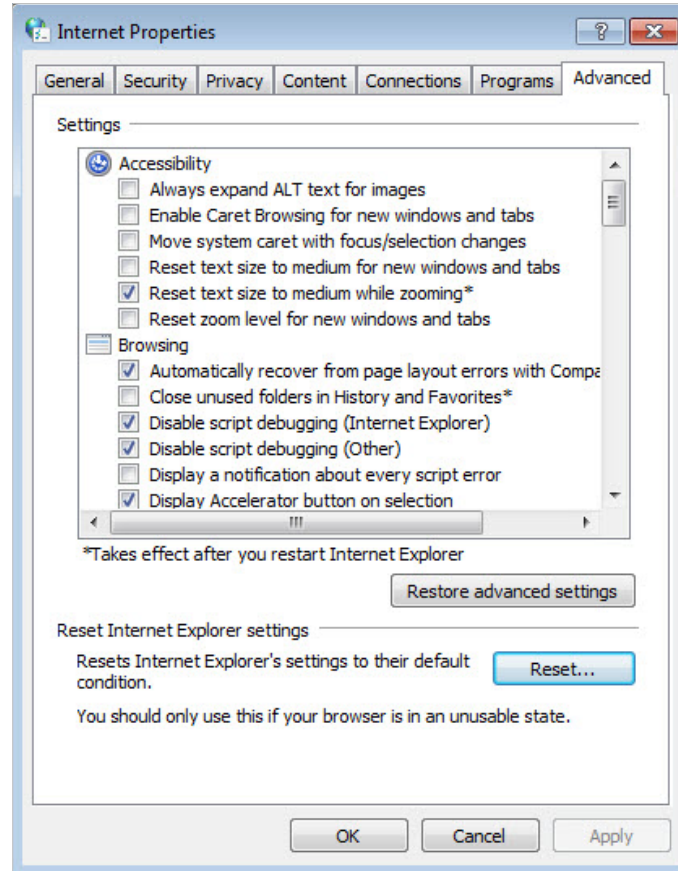 Internet Properties
General Security Privacy Content Connections Programs Advanced
Settings
Accessibility
Always expand ALT text for images
Enable Caret Browsing for new windows and tabs
Move system caret with focus/selection changes
Reset text size to medium for new windows and tabs
Reset text size to medium while zooming*
Reset zoom level for new windows and tabs
Browsing
Automatically recover from page layout errors with Compa
Close unused folders in History and Favorites*
Disable script debugging (Internet Explorer)
Disable script debugging (Other)
Display a notification about every script error
Display Accelerator button on selection
*Takes effect after you restart Internet Explorer
Restore advanced settings
Reset Internet Explorer settings
Resets Internet Explorer's settings to their default
condition.
Reset...
You should only use this if your browser is in an unusable state.
OK Cancel Apply